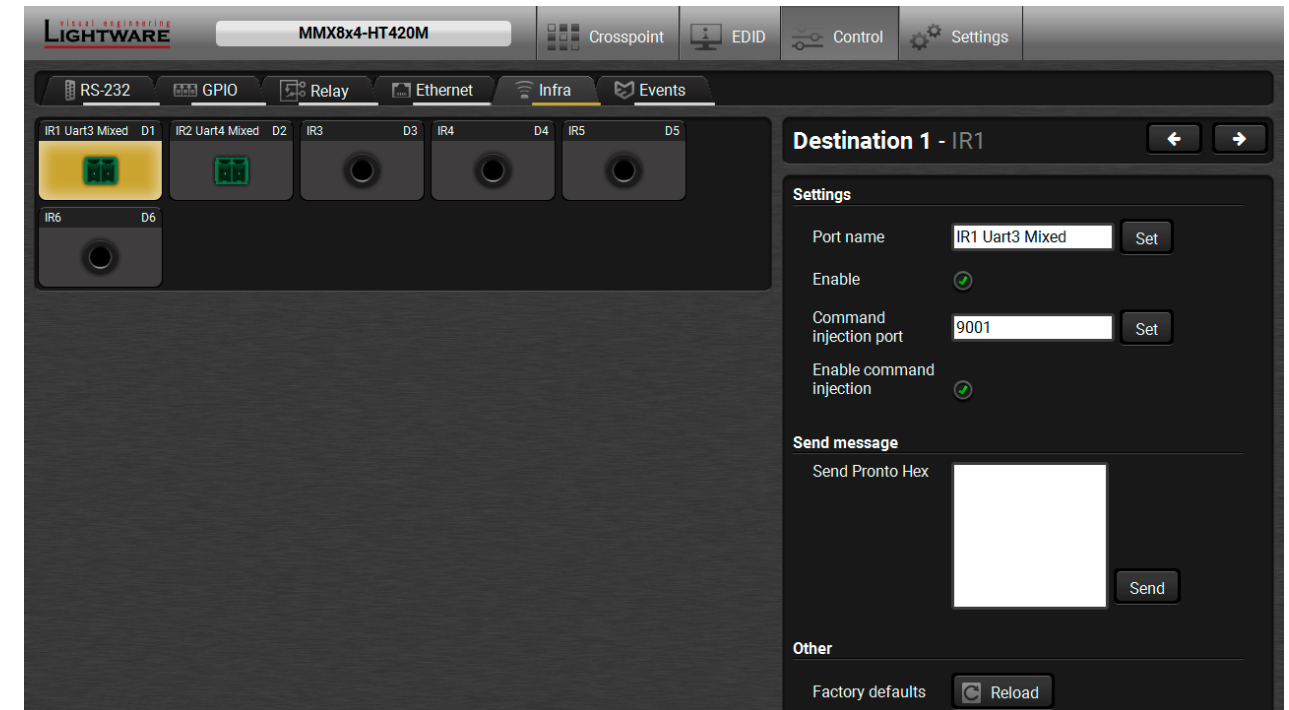 visual engineering
LIGHTWARE
MMX8x4-HT420M
Crosspoint
EDID
Control
Settings
RS-232
GPIO
Relay
Ethernet
Infra
Events
IR1 Uart3 Mixed D1
IR2 Uart4 Mixed D2
IR3 D3
IR4 D4
IR5 D5
IR6 D6
Destination 1 - IR1
Settings
Port name
IR1 Uart3 Mixed
Set
Enable
Command
injection port
9001
Set
Enable command
injection
Send message
Send Pronto Hex
Send
Other
Factory defaults
Reload